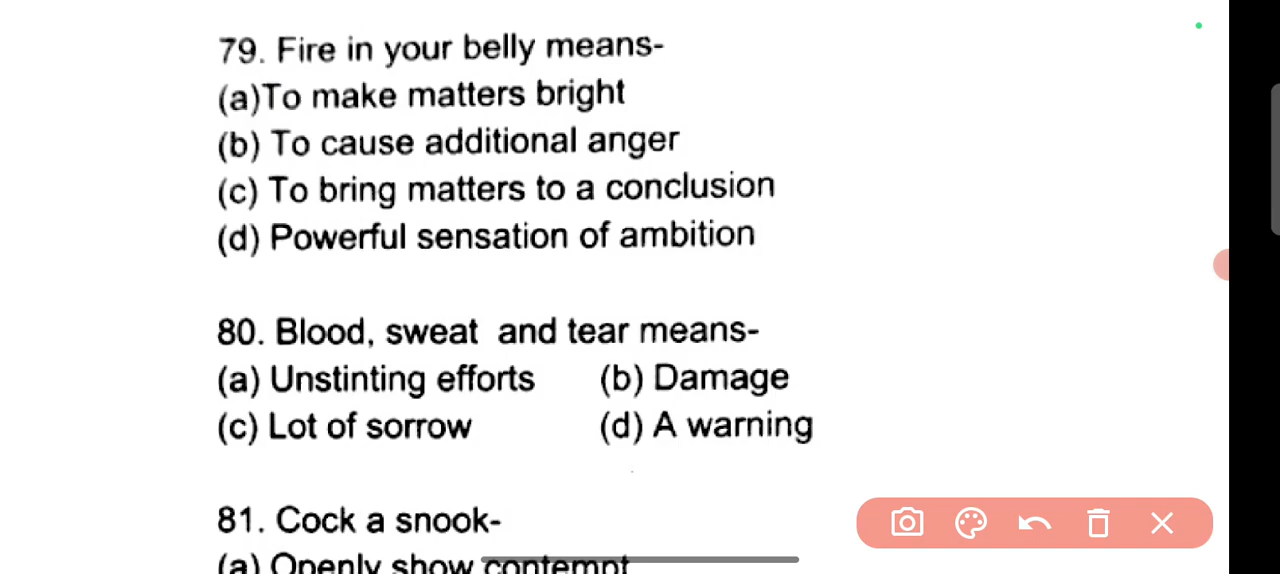 79. Fire in your belly means-
(a)To make matters bright
(b) To cause additional anger
(c) To bring matters to a conclusion
(d) Powerful sensation of ambition
80. Blood, sweat and tear means-
(a) Unstinting efforts (b) Damage
(c) Lot of sorrow (d) A warning
81. Cock a snook-
(a) Openly show contempt